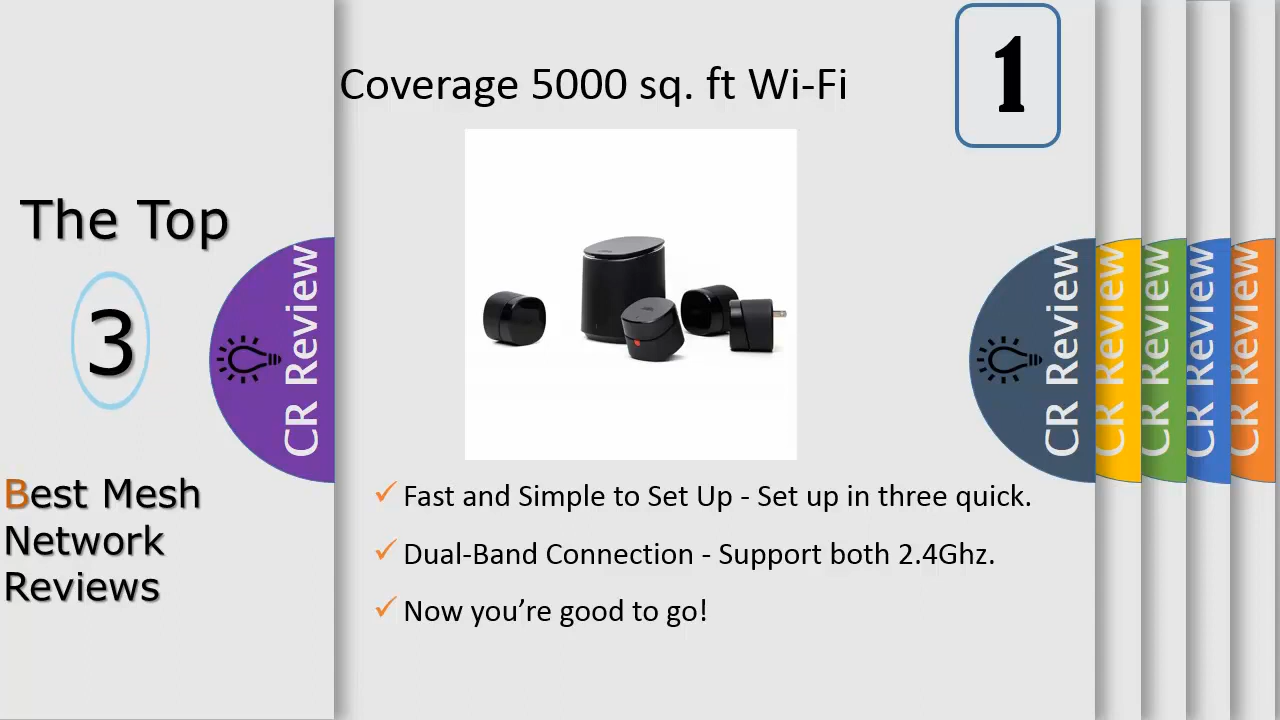 The Top
3
Best Mesh
Network
Reviews
CR Review
Coverage 5000 sq. ft Wi-Fi
1
✓ Fast and Simple to Set Up - Set up in three quick.
✓ Dual-Band Connection - Support both 2.4Ghz.
✓ Now you’re good to go!
CR Review
CR Review
CR Review
CR Review
CR Review